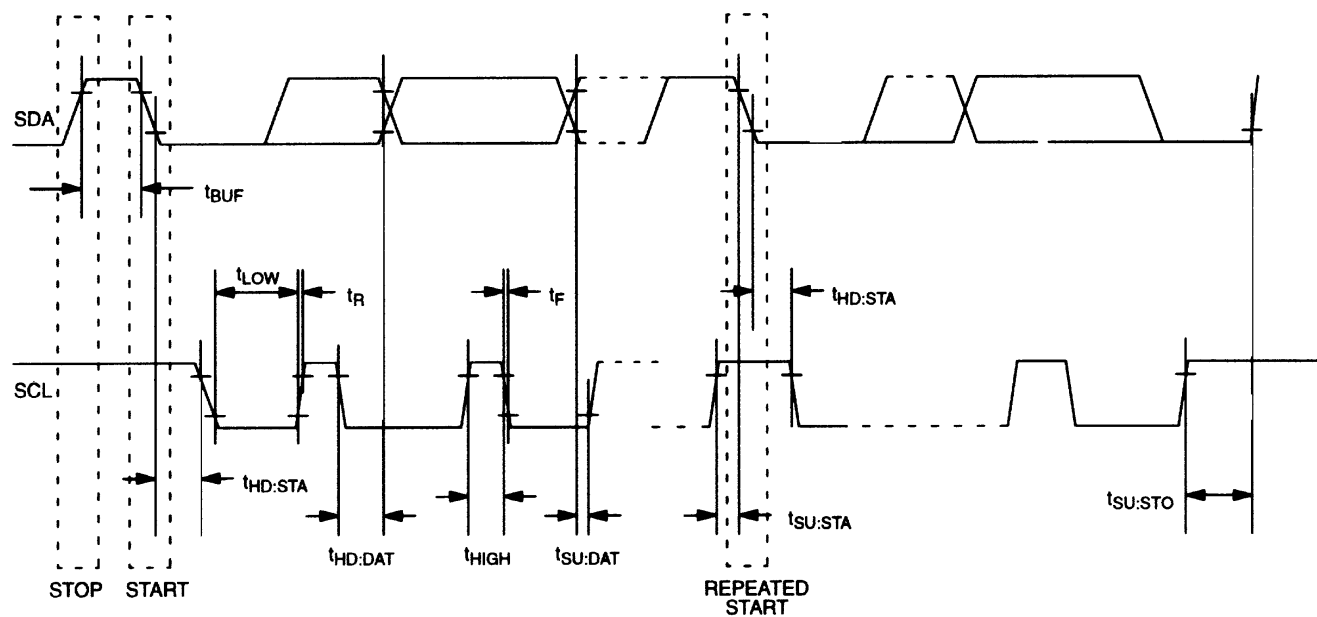 SDA
tBUF
tLOW
tR
tF
tHD:STA
SCL
tHD:STA
tSU:STA
tSU:STO
tHD:DAT
tHIGH
tSU:DAT
STOP
START
REPEATED
START